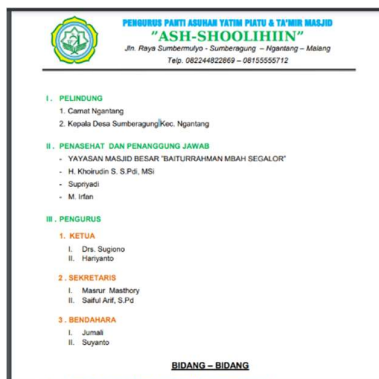 PENGURUS PANTI ASUHAN YATIM PIATU & TA'MIR MASJID
"ASH-SHOOLIHIIN"
Jln. Raya Sumbermulyo - Sumberagung – Ngantang – Malang
Telp. 082244822869 – 08155555712
I. PELINDUNG
1. Camat Ngantang
2. Kepala Desa Sumberagung Kec. Ngantang
II. PENASEHAT DAN PENANGGUNG JAWAB
- YAYASAN MASJID BESAR "BAITURRAHMAN MBAH SEGALOR"
- H. Khoirudin S. S.Pdi, MSi
- Supriyadi
- M. Irfan
III. PENGURUS
1. KETUA
I. Drs. Sugiono
II. Hariyanto
2. SEKRETARIS
I. Masrur Masthory
II. Saiful Arif, S.Pd
3. BENDAHARA
I. Jumali
II. Suyanto
BIDANG – BIDANG